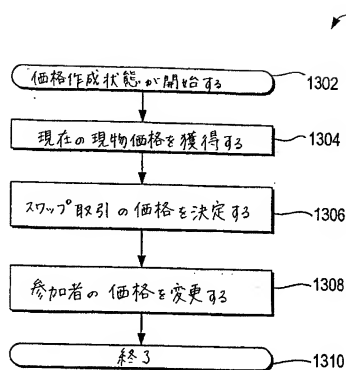 価格作成状態が開始する
1302
現在の現物価格を獲得する
1304
スワップ取引の価格を決定する
1306
参加者の価格を変更する
1308
終了
1310